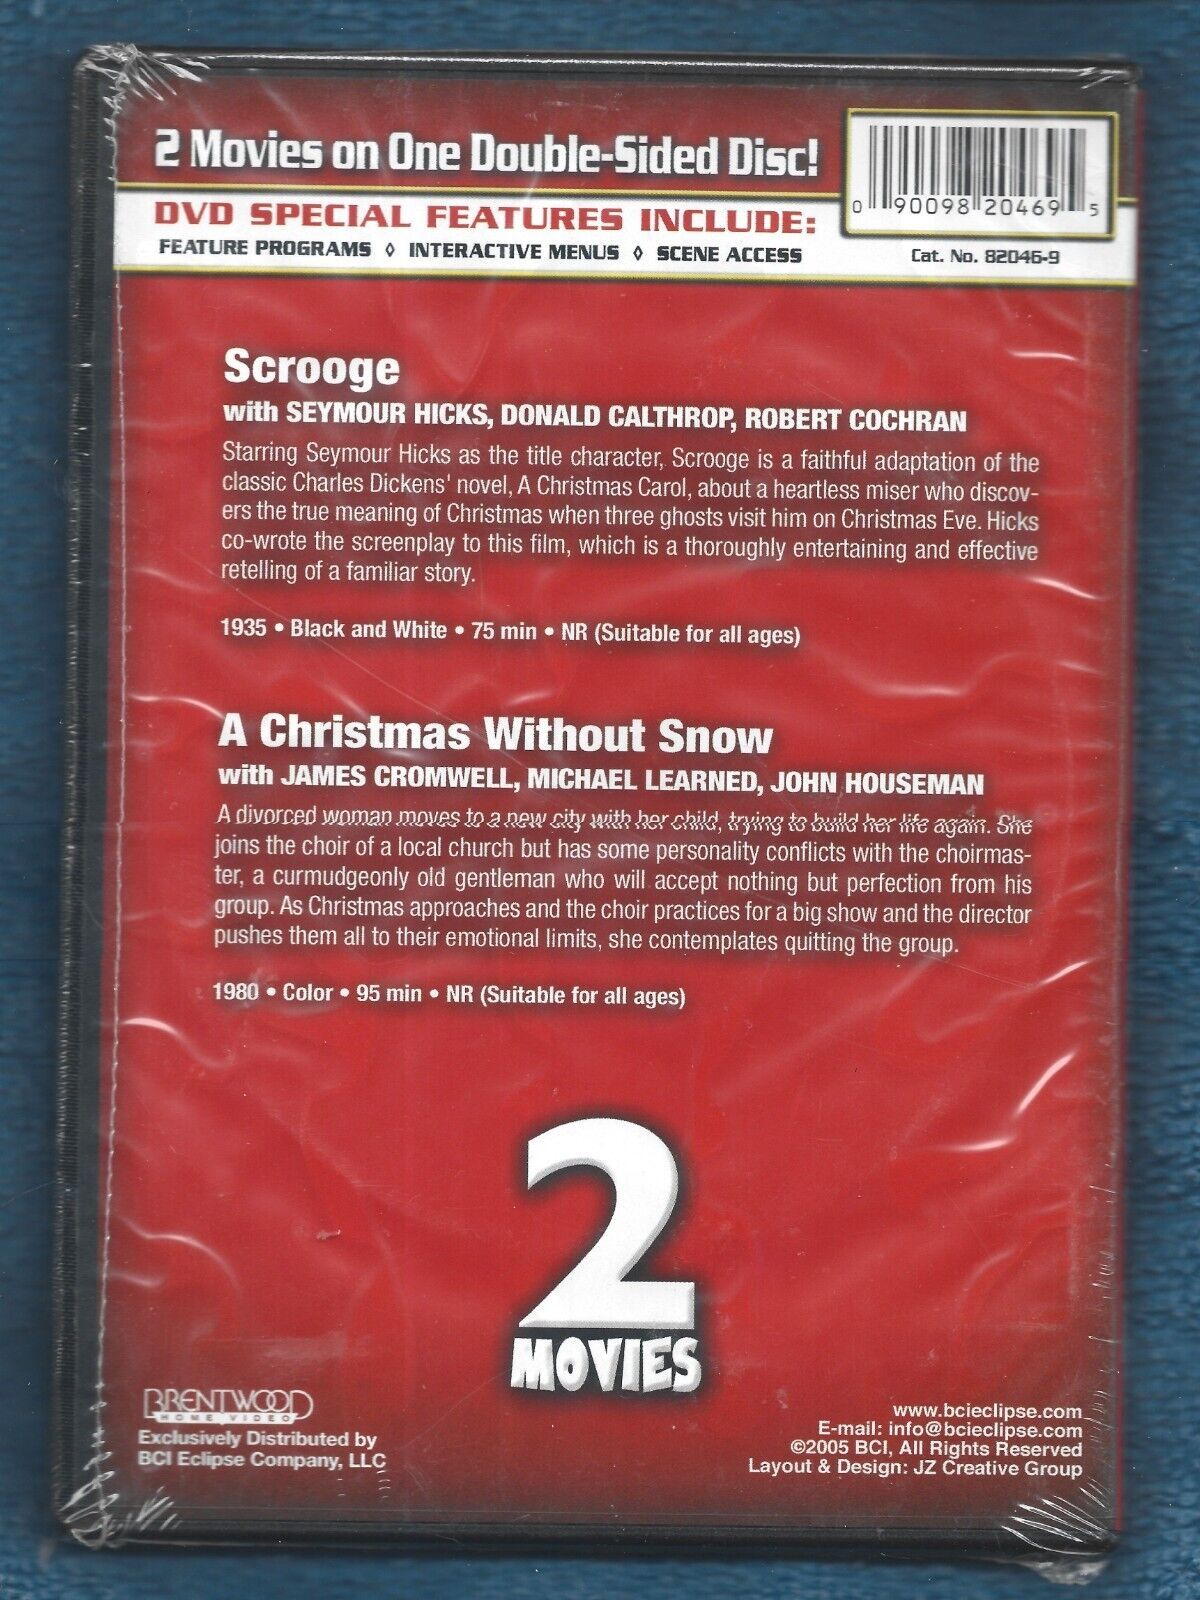 2 Movies on One Double-Sided Disc!
DVD SPECIAL FEATURES INCLUDE:
FEATURE PROGRAMS ◊ INTERACTIVE MENUS ◊ SCENE ACCESS
0 90098 20469 5
Cat. No. 82046-9
Scrooge
with SEYMOUR HICKS, DONALD CALTHROP, ROBERT COCHRAN
Starring Seymour Hicks as the title character, Scrooge is a faithful adaptation of the
classic Charles Dickens' novel, A Christmas Carol, about a heartless miser who discov-
ers the true meaning of Christmas when three ghosts visit him on Christmas Eve. Hicks
co-wrote the screenplay to this film, which is a thoroughly entertaining and effective
retelling of a familiar story.
1935 • Black and White • 75 min • NR (Suitable for all ages)
A Christmas Without Snow
with JAMES CROMWELL, MICHAEL LEARNED, JOHN HOUSEMAN
A divorced woman moves to a new city with her child, trying to build her life again. She
joins the choir of a local church but has some personality conflicts with the choirmas-
ter, a curmudgeonly old gentleman who will accept nothing but perfection from his
group. As Christmas approaches and the choir practices for a big show and the director
pushes them all to their emotional limits, she contemplates quitting the group.
1980 • Color • 95 min • NR (Suitable for all ages)
2
MOVIES
BRENTWOOD
HOME VIDEO
Exclusively Distributed by
BCI Eclipse Company, LLC
www.bcieclipse.com
E-mail: info@bcieclipse.com
©2005 BCI, All Rights Reserved
Layout & Design: JZ Creative Group